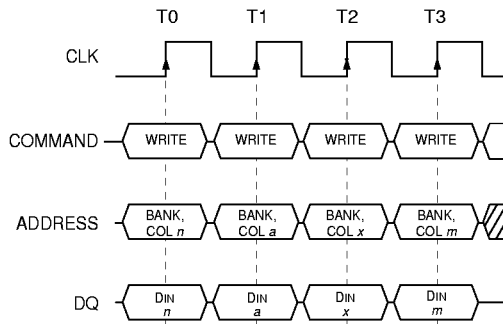 T0 T1 T2 T3
CLK
COMMAND WRITE WRITE WRITE WRITE
ADDRESS BANK, COL n BANK, COL a BANK, COL x BANK, COL m
DQ DIN n DIN a DIN x DIN m